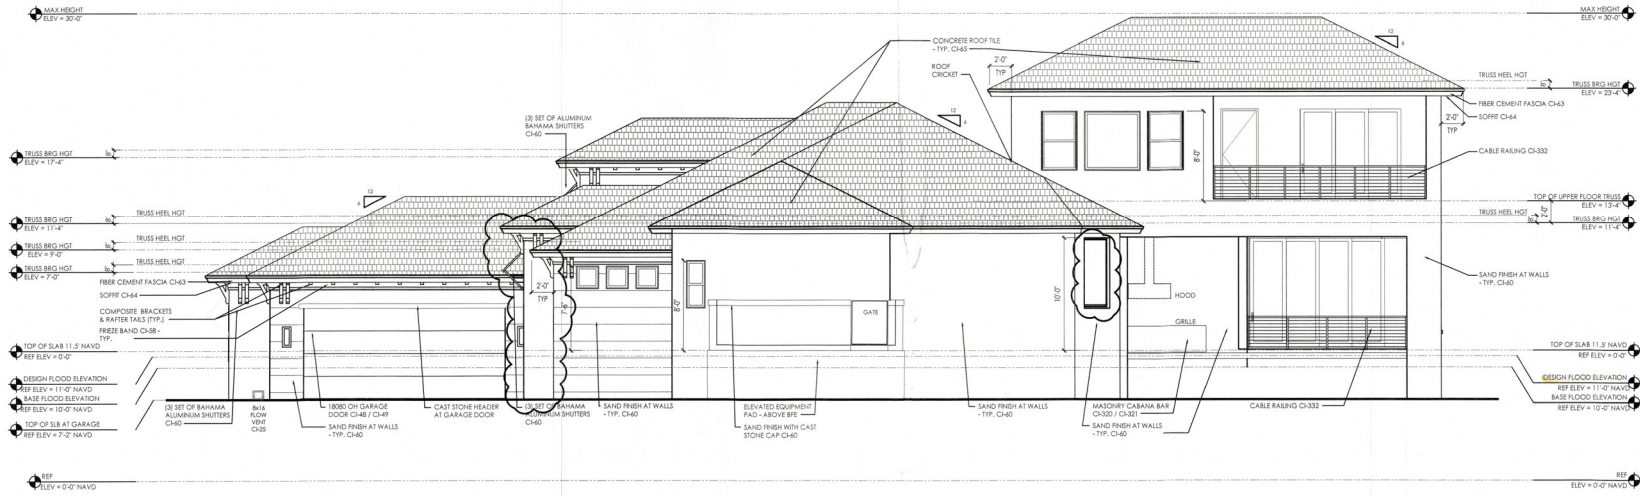 MAX HEIGHT
ELEV = 30'-0"
MAX HEIGHT
ELEV = 30'-0"
CONCRETE ROOF TILE
- TYP. CI-65
ROOF
CRICKET
12
6
2'-0"
TYP
TRUSS HEEL HGT
8"
TRUSS BRG HGT
ELEV = 23'-4"
FIBER CEMENT FASCIA CI-63
SOFFIT CI-64
2'-0"
TYP
12
6
(3) SET OF ALUMINUM
BAHAMA SHUTTERS
CI-60
8'-0"
CABLE RAILING CI-332
TRUSS BRG HGT
ELEV = 17'-4"
8"
12
6
TOP OF UPPER FLOOR TRUSS
ELEV = 13'-4"
TRUSS HEEL HGT
8"
2'-0"
TRUSS BRG HGT
ELEV = 11'-4"
TRUSS BRG HGT
ELEV = 11'-4"
8"
TRUSS HEEL HGT
TRUSS BRG HGT
ELEV = 9'-0"
8"
TRUSS HEEL HGT
TRUSS BRG HGT
ELEV = 7'-0"
8"
TRUSS HEEL HGT
FIBER CEMENT FASCIA CI-63
SOFFIT CI-64
COMPOSITE BRACKETS
& RAFTER TAILS (TYP.)
FRIEZE BAND CI-58 -
TYP.
2'-0"
TYP
7'-6"
8'-0"
GATE
10'-0"
HOOD
GRILLE
SAND FINISH AT WALLS
- TYP. CI-60
TOP OF SLAB 11.5' NAVD
REF ELEV = 0'-0"
TOP OF SLAB 11.5' NAVD
REF ELEV = 0'-0"
DESIGN FLOOD ELEVATION
REF ELEV = 11'-0" NAVD
BASE FLOOD ELEVATION
REF ELEV = 10'-0" NAVD
TOP OF SLB AT GARAGE
REF ELEV = 7'-2" NAVD
DESIGN FLOOD ELEVATION
REF ELEV = 11'-0" NAVD
BASE FLOOD ELEVATION
REF ELEV = 10'-0" NAVD
(3) SET OF BAHAMA
ALUMINUM SHUTTERS
CI-60
8x16
FLOW
VENT
CI-25
18080 OH GARAGE
DOOR CI-48 / CI-49
SAND FINISH AT WALLS
- TYP. CI-60
CAST STONE HEADER
AT GARAGE DOOR
(3) SET OF BAHAMA
ALUMINUM SHUTTERS
CI-60
SAND FINISH AT WALLS
- TYP. CI-60
ELEVATED EQUIPMENT
PAD - ABOVE BFE
SAND FINISH WITH CAST
STONE CAP CI-60
SAND FINISH AT WALLS
- TYP. CI-60
MASONRY CABANA BAR
CI-320 / CI-321
SAND FINISH AT WALLS
- TYP. CI-60
CABLE RAILING CI-332
REF
ELEV = 0'-0" NAVD
REF
ELEV = 0'-0" NAVD